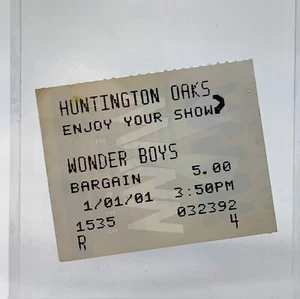 HUNTINGTON OAKS
ENJOY YOUR SHOW
WONDER BOYS
BARGAIN 5.00
1/01/01 3:50PM
1535 032392
R 4